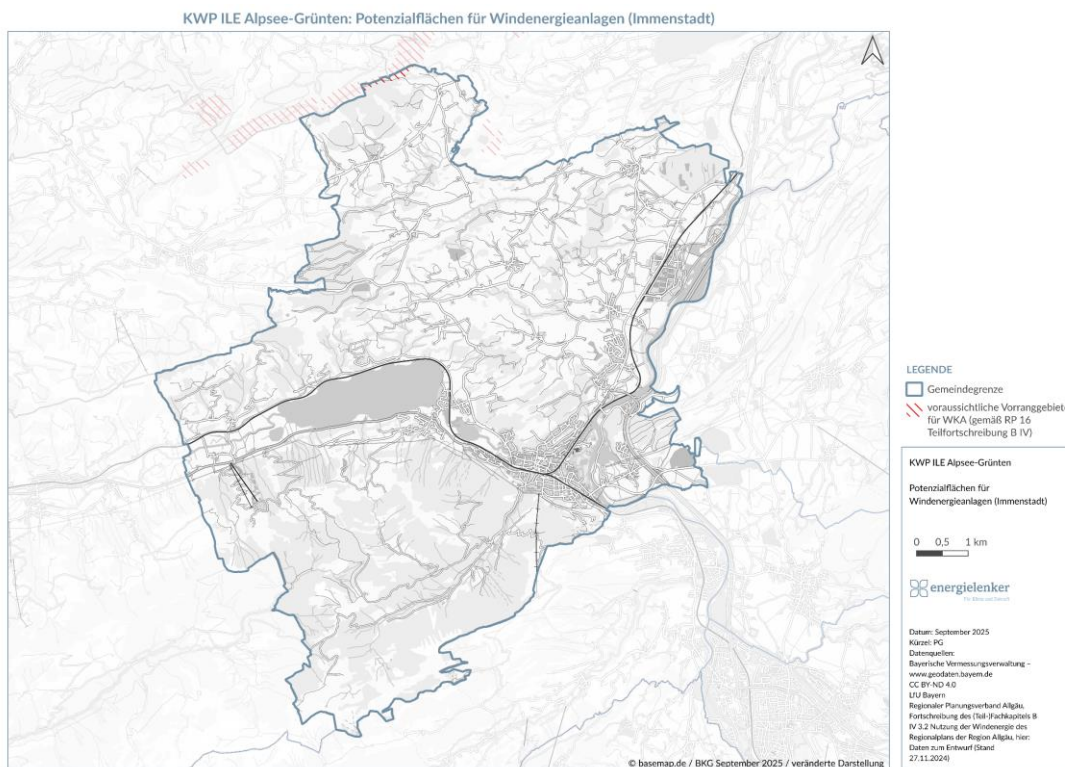 KWP ILE Alpsee-Grünten: Potenzialflächen für Windenergieanlagen (Immenstadt)
LEGENDE
Gemeindegrenze
voraussichtliche Vorranggebiete
für WKA (gemäß RP 16
Teilfortschreibung B IV)
KWP ILE Alpsee-Grünten
Potenzialflächen für
Windenergieanlagen (Immenstadt)
0 0,5 1 km
energielenker
Datum: September 2025
Kürzel: PG
Datenquellen:
Bayerische Vermessungsverwaltung –
www.geodaten.bayern.de
CC BY-ND 4.0
LfU Bayern
Regionaler Planungsverband Allgäu,
Fortschreibung des (Teil-)Fachkapitels B
IV 3.2 Nutzung der Windenergie des
Regionalplans der Region Allgäu, hier:
Daten zum Entwurf (Stand
27.11.2024)
© basemap.de / BKG September 2025 / veränderte Darstellung